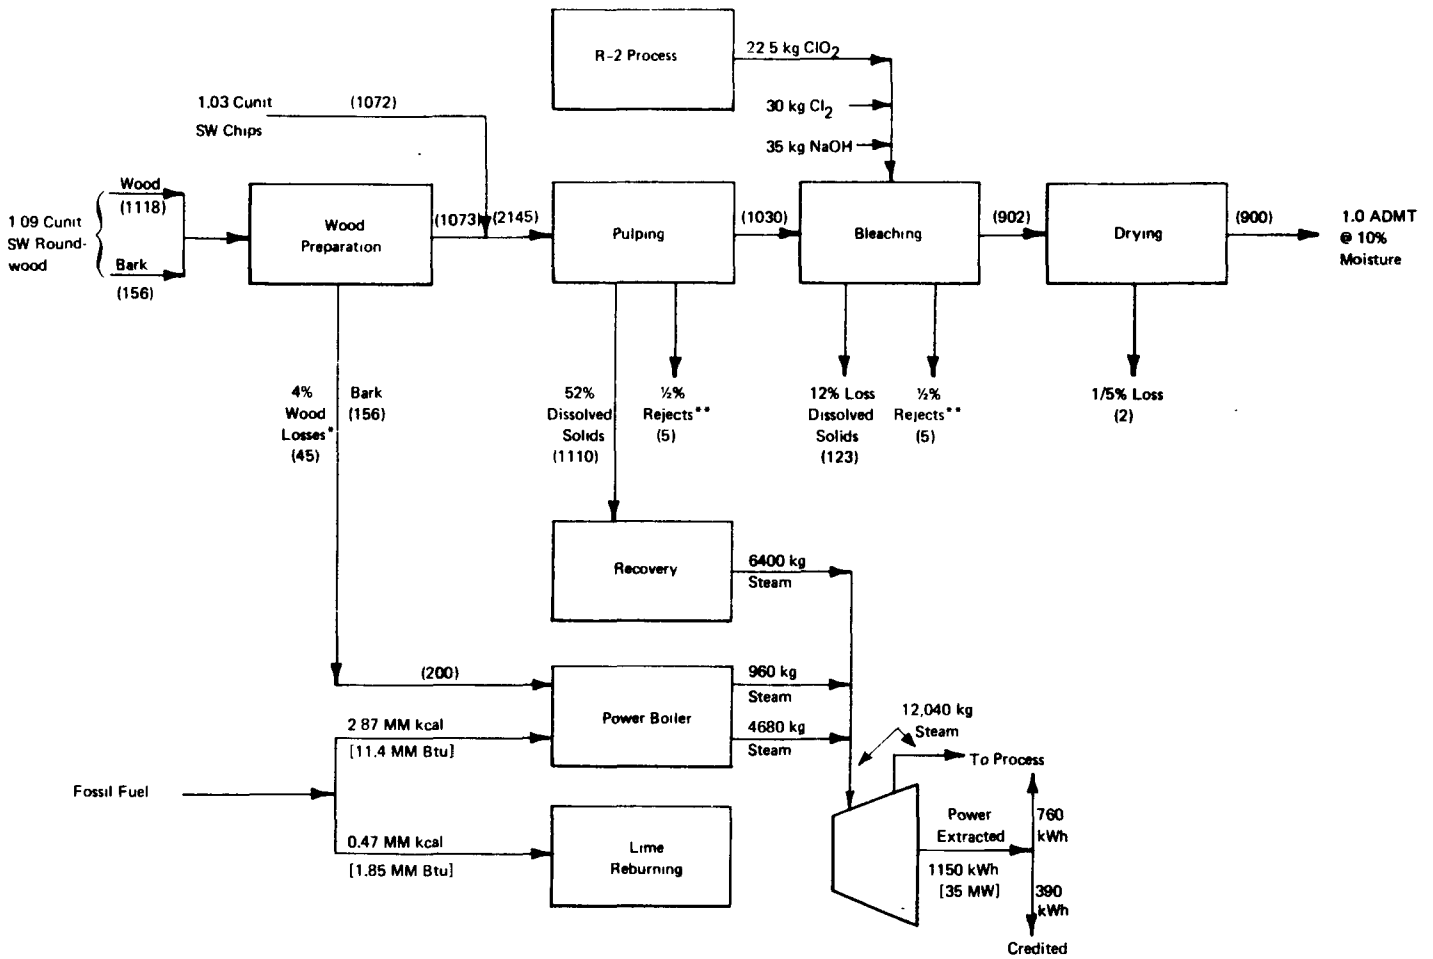 R-2 Process
22 5 kg ClO2
30 kg Cl2
35 kg NaOH
1.03 Cunit
SW Chips
(1072)
1 09 Cunit
SW Round-
wood
Wood
(1118)
Bark
(156)
Wood
Preparation
(1073)
(2145)
Pulping
(1030)
Bleaching
(902)
Drying
(900)
1.0 ADMT
@ 10%
Moisture
4%
Wood
Losses*
(45)
Bark
(156)
52%
Dissolved
Solids
(1110)
½%
Rejects**
(5)
12% Loss
Dissolved
Solids
(123)
½%
Rejects**
(5)
1/5% Loss
(2)
Recovery
6400 kg
Steam
(200)
Power Boiler
960 kg
Steam
4680 kg
Steam
2 87 MM kcal
[11.4 MM Btu]
Fossil Fuel
0.47 MM kcal
[1.85 MM Btu]
Lime
Reburning
12,040 kg
Steam
To Process
Power
Extracted
1150 kWh
[35 MW]
760
kWh
390
kWh
Credited